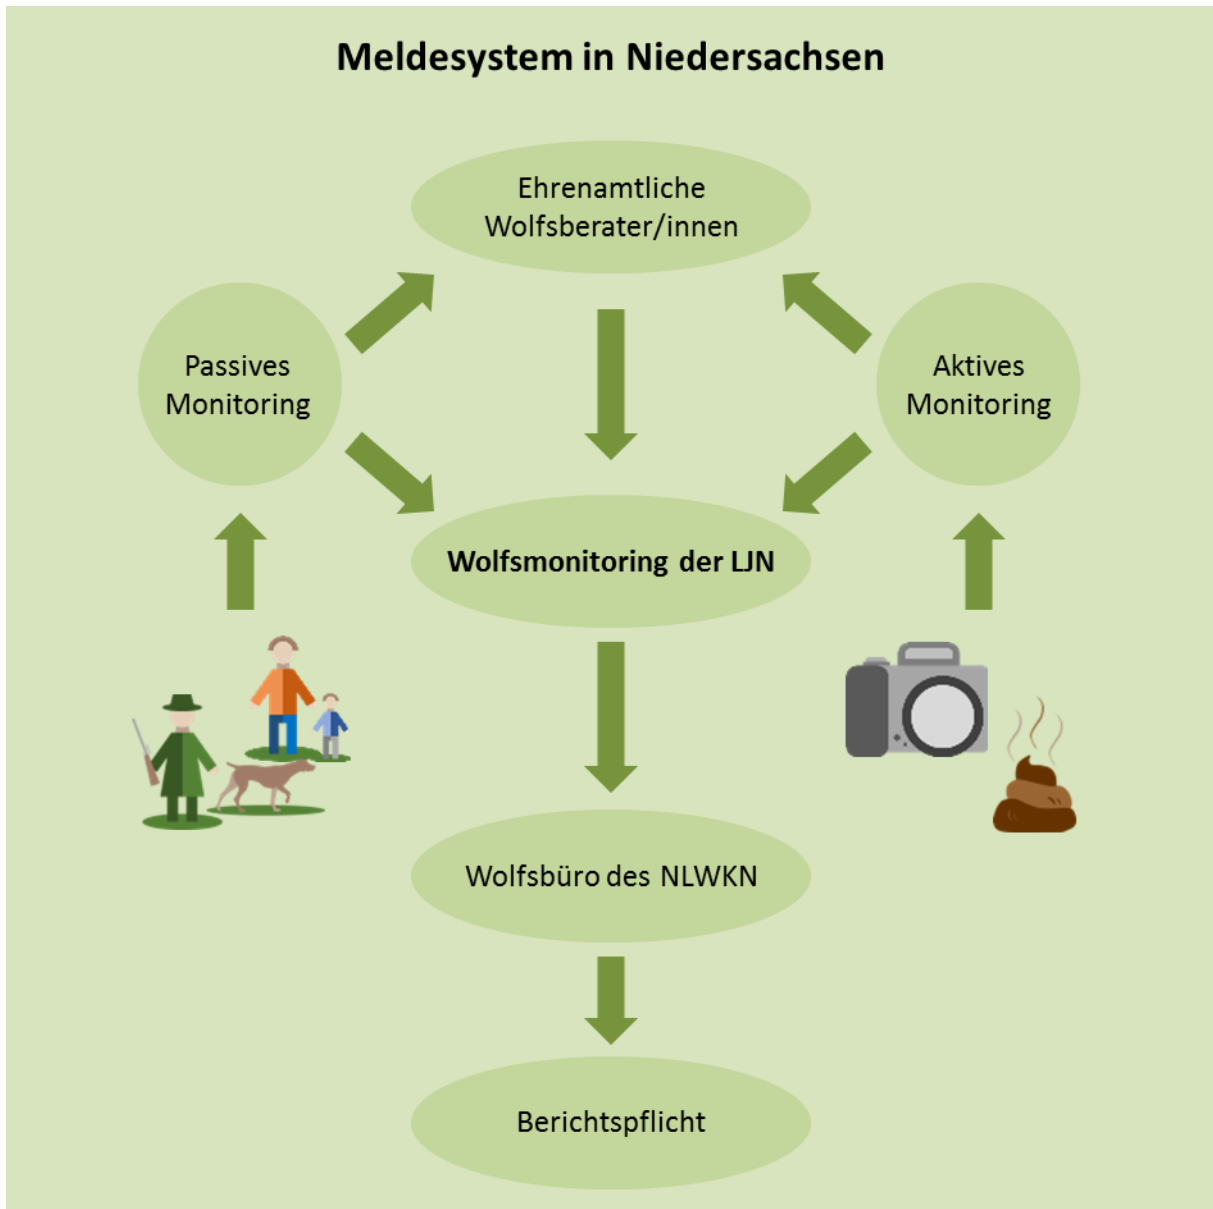 Meldesystem in Niedersachsen
Ehrenamtliche
Wolfsberater/innen
Passives
Monitoring
Aktives
Monitoring
Wolfsmonitoring der LJN
Wolfsbüro des NLWKN
Berichtspflicht